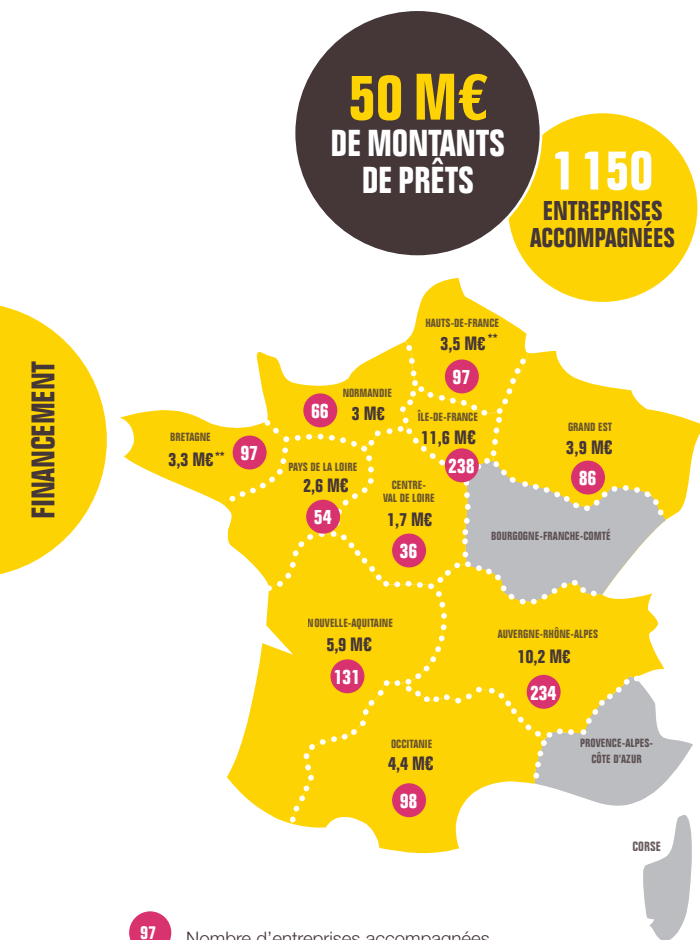 50 M€
DE MONTANTS
DE PRÊTS
1 150
ENTREPRISES
ACCOMPAGNÉES
FINANCEMENT
HAUTS-DE-FRANCE
3,5 M€**
97
NORMANDIE
3 M€
66
ÎLE-DE-FRANCE
11,6 M€
238
BRETAGNE
3,3 M€**
97
GRAND EST
3,9 M€
86
PAYS DE LA LOIRE
2,6 M€
54
CENTRE-
VAL DE LOIRE
1,7 M€
36
BOURGOGNE-FRANCHE-COMTÉ
NOUVELLE-AQUITAINE
5,9 M€
131
AUVERGNE-RHÔNE-ALPES
10,2 M€
234
OCCITANIE
4,4 M€
98
PROVENCE-ALPES-
CÔTE D'AZUR
CORSE
97
Nombre d'entreprises accompagnées